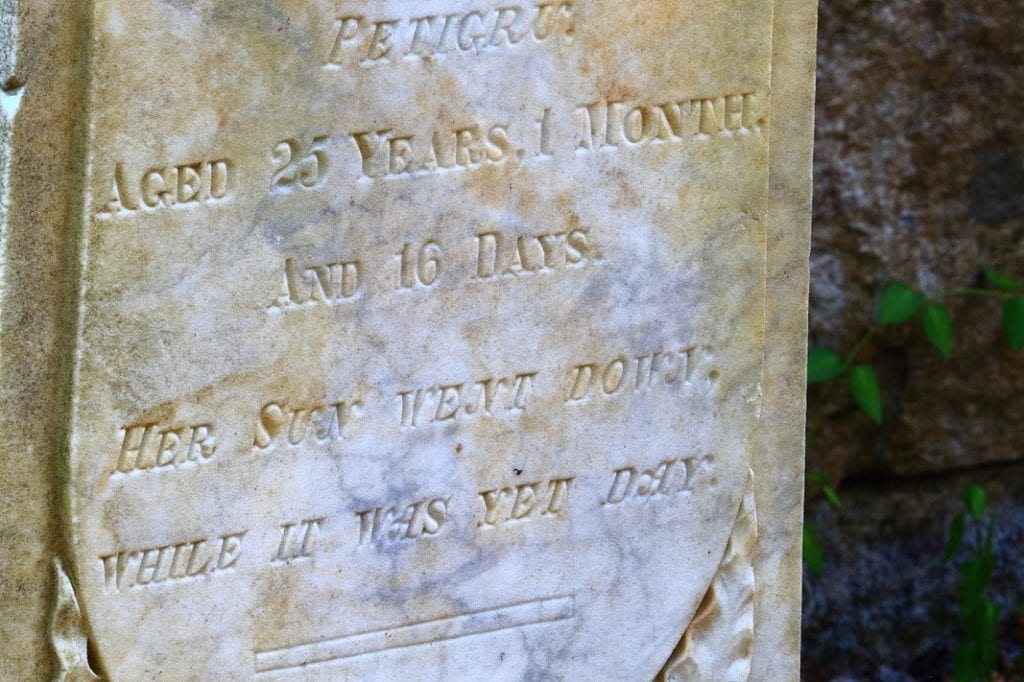 PETIGRU.
AGED 25 YEARS, 1 MONTH.
AND 16 DAYS.
HER SUN WENT DOWN,
WHILE IT WAS YET DAY.